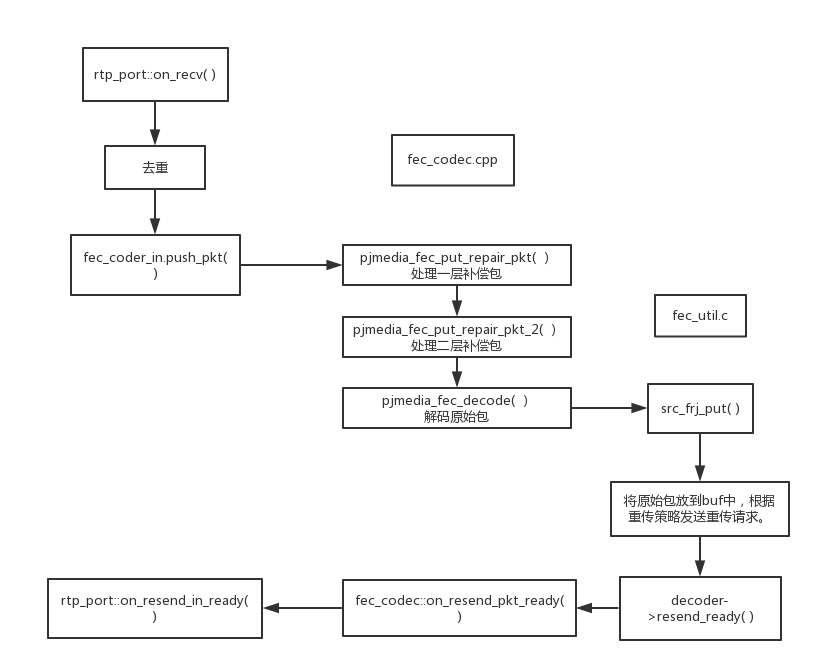 rtp_port::on_recv( )
去重
fec_codec.cpp
fec_coder_in.push_pkt(
)
pjmedia_fec_put_repair_pkt(  )
处理一层补偿包
fec_util.c
pjmedia_fec_put_repair_pkt_2(  )
处理二层补偿包
pjmedia_fec_decode(  )
解码原始包
src_frj_put( )
将原始包放到buf中，根据
重传策略发送重传请求。
rtp_port::on_resend_in_ready(
)
fec_codec::on_resend_pkt_ready(
)
decoder-
>resend_ready( )